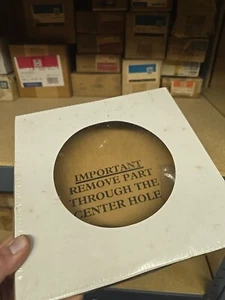 IMPORTANT
REMOVE PART
THROUGH THE
CENTER HOLE